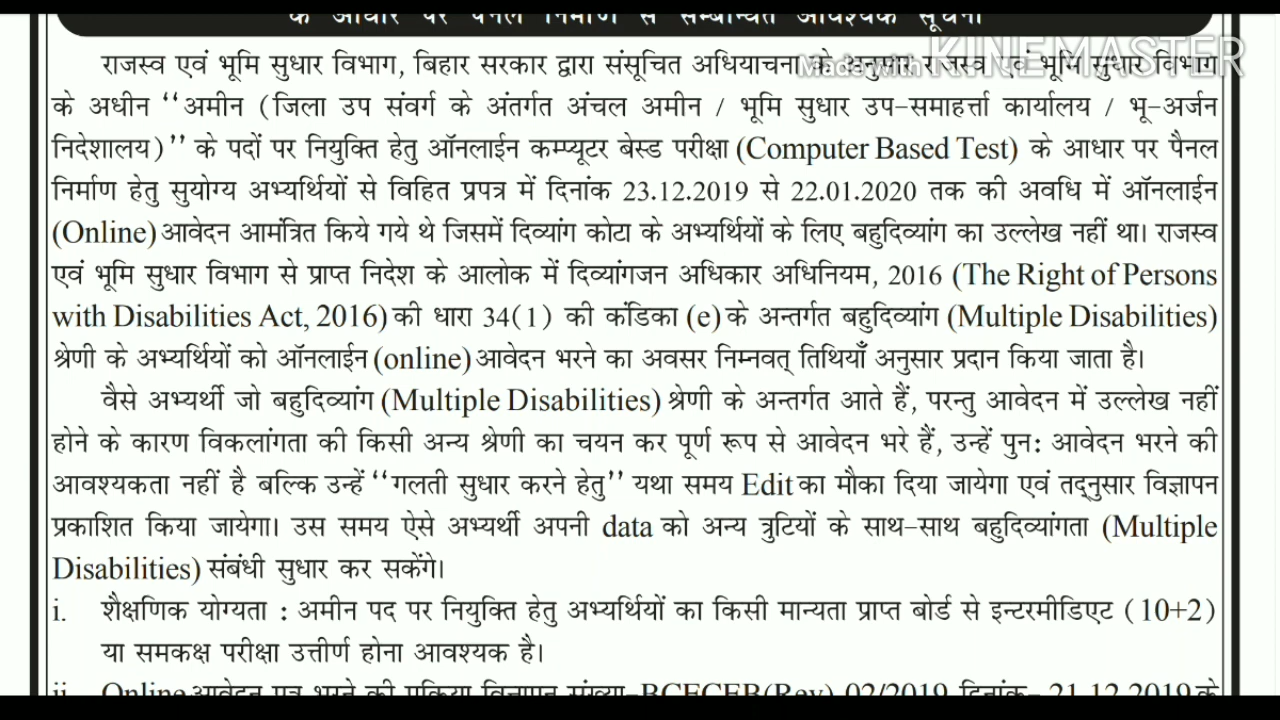 के आधार पर पैनल निर्माण से सम्बन्धित आवश्यक सूचना
Made with KINEMASTER
राजस्व एवं भूमि सुधार विभाग, बिहार सरकार द्वारा संसूचित अधियाचना के अनुसार राजस्व एवं भूमि सुधार विभाग
के अधीन “अमीन (जिला उप संवर्ग के अंतर्गत अंचल अमीन / भूमि सुधार उप-समाहर्त्ता कार्यालय / भू-अर्जन
निदेशालय)” के पदों पर नियुक्ति हेतु ऑनलाईन कम्प्यूटर बेस्ड परीक्षा (Computer Based Test) के आधार पर पैनल
निर्माण हेतु सुयोग्य अभ्यर्थियों से विहित प्रपत्र में दिनांक 23.12.2019 से 22.01.2020 तक की अवधि में ऑनलाईन
(Online) आवेदन आमंत्रित किये गये थे जिसमें दिव्यांग कोटा के अभ्यर्थियों के लिए बहुदिव्यांग का उल्लेख नहीं था। राजस्व
एवं भूमि सुधार विभाग से प्राप्त निदेश के आलोक में दिव्यांगजन अधिकार अधिनियम, 2016 (The Right of Persons
with Disabilities Act, 2016) की धारा 34(1) की कंडिका (e) के अन्तर्गत बहुदिव्यांग (Multiple Disabilities)
श्रेणी के अभ्यर्थियों को ऑनलाईन (online) आवेदन भरने का अवसर निम्नवत् तिथियाँ अनुसार प्रदान किया जाता है।
वैसे अभ्यर्थी जो बहुदिव्यांग (Multiple Disabilities) श्रेणी के अन्तर्गत आते हैं, परन्तु आवेदन में उल्लेख नहीं
होने के कारण विकलांगता की किसी अन्य श्रेणी का चयन कर पूर्ण रूप से आवेदन भरे हैं, उन्हें पुन: आवेदन भरने की
आवश्यकता नहीं है बल्कि उन्हें “गलती सुधार करने हेतु” यथा समय Edit का मौका दिया जायेगा एवं तद्नुसार विज्ञापन
प्रकाशित किया जायेगा। उस समय ऐसे अभ्यर्थी अपनी data को अन्य त्रुटियों के साथ-साथ बहुदिव्यांगता (Multiple
Disabilities) संबंधी सुधार कर सकेंगे।
i. शैक्षणिक योग्यता : अमीन पद पर नियुक्ति हेतु अभ्यर्थियों का किसी मान्यता प्राप्त बोर्ड से इन्टरमीडिएट (10+2)
या समकक्ष परीक्षा उत्तीर्ण होना आवश्यक है।
ii. Online आवेदन पत्र भरने की प्रक्रिया विज्ञापन संख्या-BCECEB(Rev)-02/2019 दिनांक- 21.12.2019 के